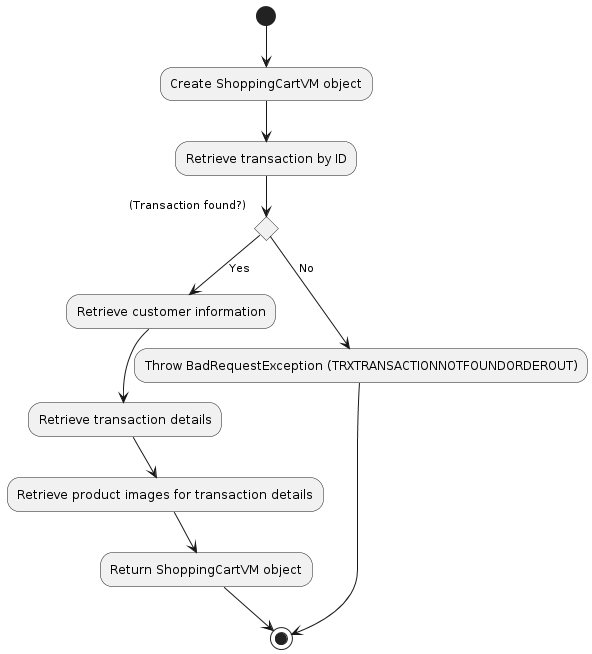 Create ShoppingCartVM object
Retrieve transaction by ID
(Transaction found?)
Yes
No
Retrieve customer information
Throw BadRequestException (TRXTRANSACTIONNOTFOUNDORDEROUT)
Retrieve transaction details
Retrieve product images for transaction details
Return ShoppingCartVM object